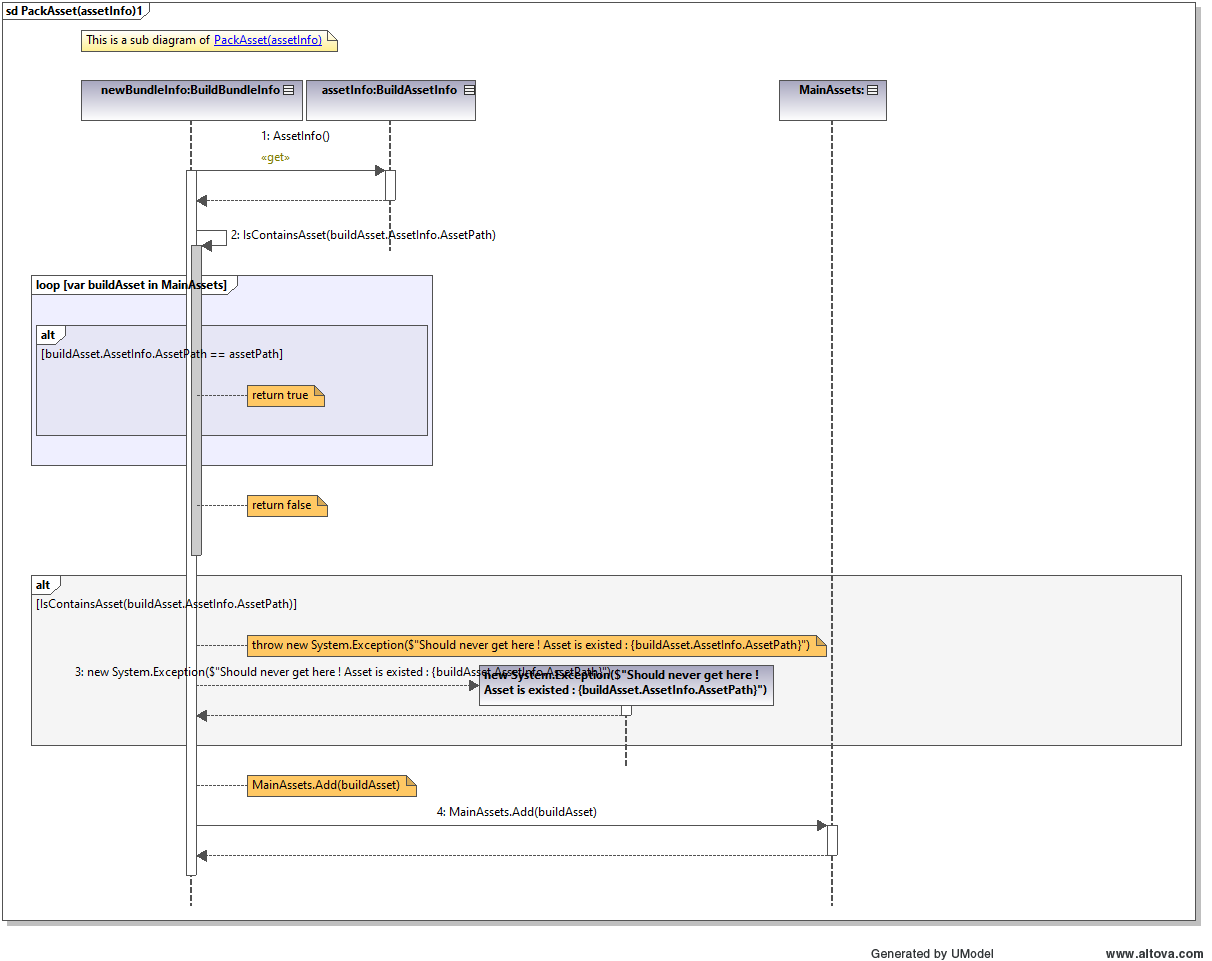 sd PackAsset(assetInfo)1
This is a sub diagram of PackAsset(assetInfo)
newBundleInfo:BuildBundleInfo
assetInfo:BuildAssetInfo
MainAssets:
1: AssetInfo()
«get»
2: IsContainsAsset(buildAsset.AssetInfo.AssetPath)
loop [var buildAsset in MainAssets]
alt
[buildAsset.AssetInfo.AssetPath == assetPath]
return true
return false
alt
[IsContainsAsset(buildAsset.AssetInfo.AssetPath)]
throw new System.Exception($"Should never get here ! Asset is existed : {buildAsset.AssetInfo.AssetPath}")
3: new System.Exception($"Should never get here ! Asset is existed : {buildAsset.AssetInfo.AssetPath}")
new System.Exception($"Should never get here !
Asset is existed : {buildAsset.AssetInfo.AssetPath}")
MainAssets.Add(buildAsset)
4: MainAssets.Add(buildAsset)
Generated by UModel
www.altova.com